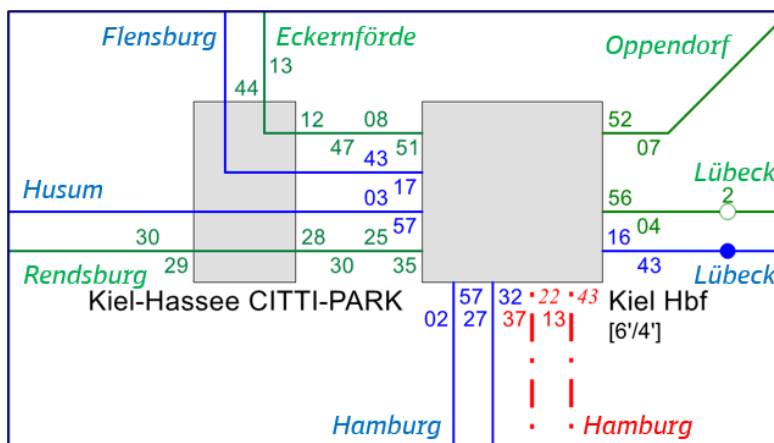 Flensburg Eckernförde Oppendorf
13
44
12 08 52
47 51 07
43 Lübeck
Husum 03 17 56 2
57 04
30 28 25 16
Rendsburg 29 30 35 43 Lübeck
Kiel-Hassee CITTI-PARK 57 32 22 43 Kiel Hbf
02 27 37 13 [6'/4']
Hamburg Hamburg